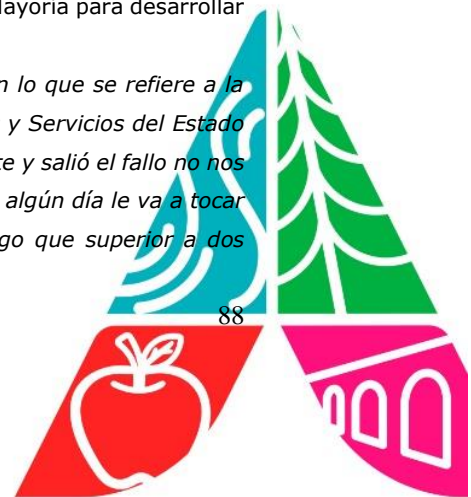 ayoría para desarrollar
n lo que se refiere a la
y Servicios del Estado
te y salió el fallo no nos
algún día le va a tocar
go que superior a dos
88